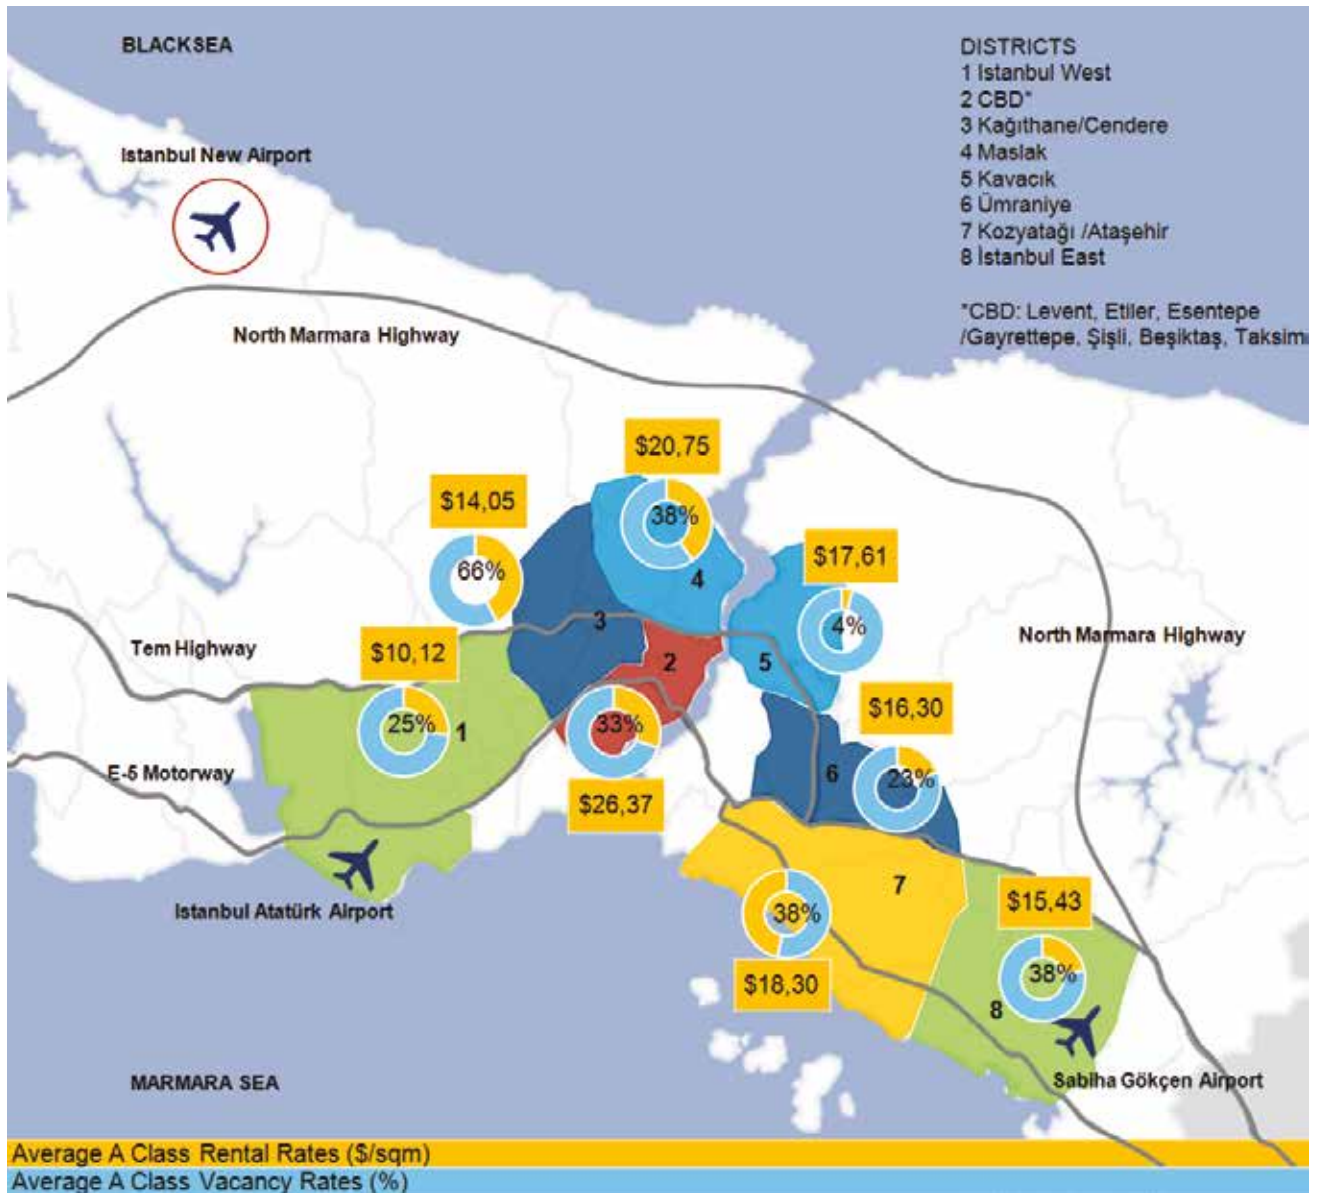 BLACKSEA
DISTRICTS
1 Istanbul West
2 CBD*
3 Kağıthane/Cendere
4 Maslak
5 Kavacık
6 Ümraniye
7 Kozyatağı /Ataşehir
8 İstanbul East
*CBD: Levent, Etiler, Esentepe
/Gayrettepe, Şişli, Beşiktaş, Taksim
Istanbul New Airport
North Marmara Highway
$20,75
38%
4
$14,05
66%
3
$17,61
4%
5
North Marmara Highway
Tem Highway
$10,12
25%
1
2
33%
$26,37
$16,30
23%
6
E-5 Motorway
Istanbul Atatürk Airport
7
38%
$18,30
$15,43
38%
8
Sabiha Gökçen Airport
MARMARA SEA
Average A Class Rental Rates ($/sqm)
Average A Class Vacancy Rates (%)